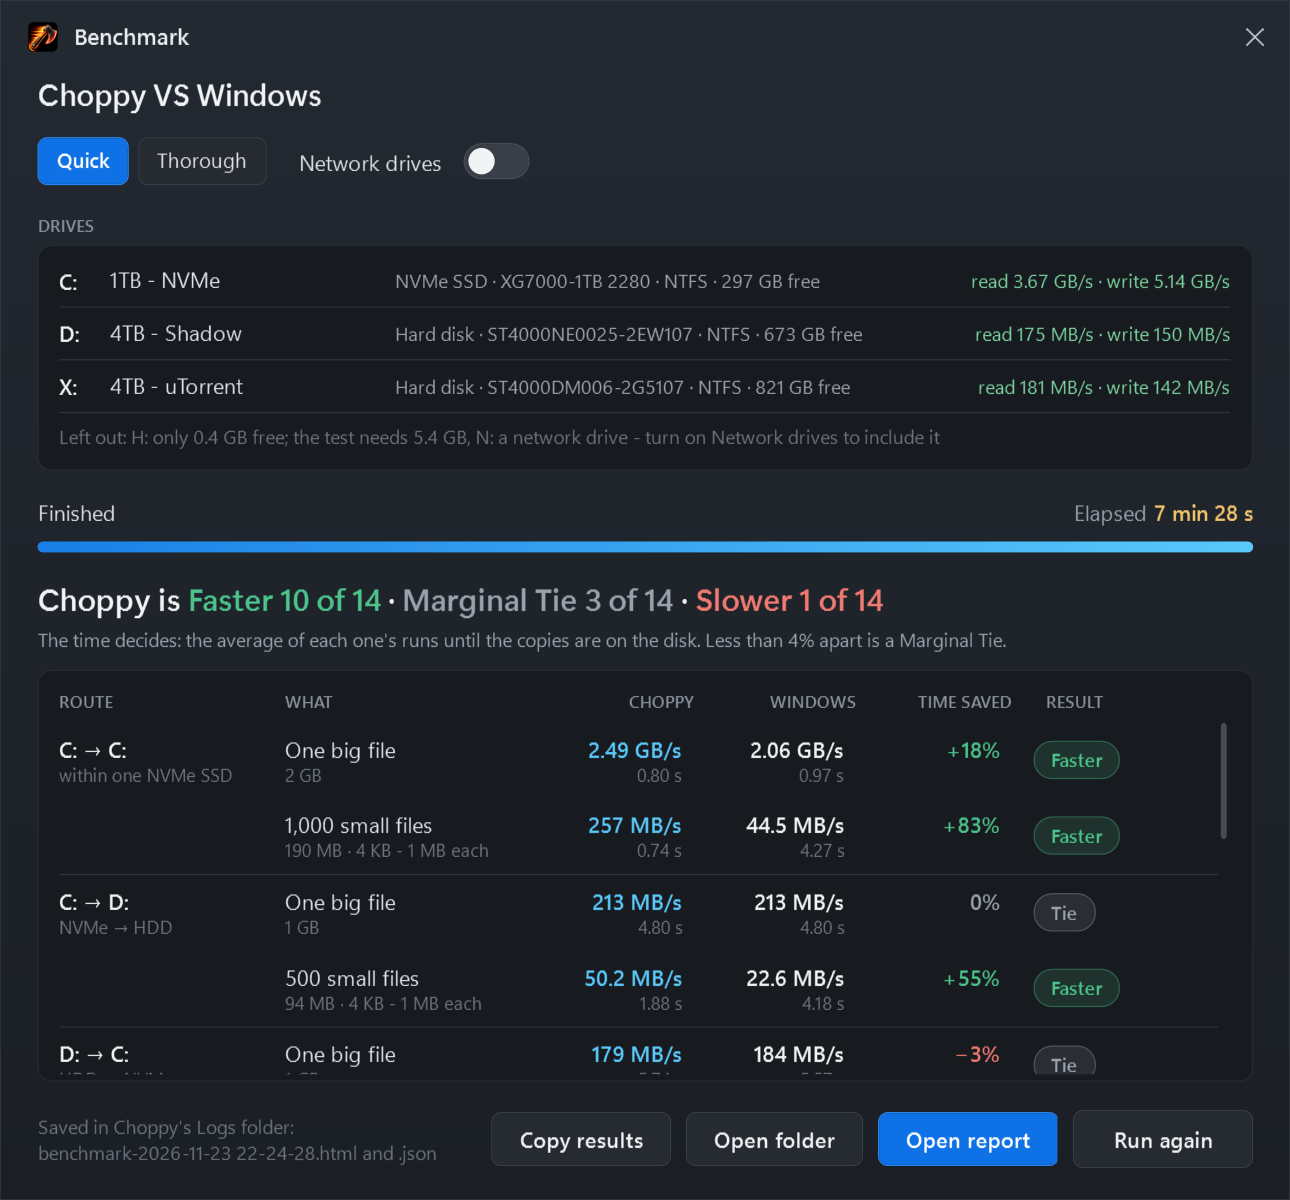 Benchmark
Choppy VS Windows
Quick Thorough Network drives
DRIVES
C: 1TB - NVMe NVMe SSD · XG7000-1TB 2280 · NTFS · 297 GB free read 3.67 GB/s · write 5.14 GB/s
D: 4TB - Shadow Hard disk · ST4000NE0025-2EW107 · NTFS · 673 GB free read 175 MB/s · write 150 MB/s
X: 4TB - uTorrent Hard disk · ST4000DM006-2G5107 · NTFS · 821 GB free read 181 MB/s · write 142 MB/s
Left out: H: only 0.4 GB free; the test needs 5.4 GB, N: a network drive - turn on Network drives to include it
Finished Elapsed 7 min 28 s
Choppy is Faster 10 of 14 · Marginal Tie 3 of 14 · Slower 1 of 14
The time decides: the average of each one's runs until the copies are on the disk. Less than 4% apart is a Marginal Tie.
ROUTE WHAT CHOPPY WINDOWS TIME SAVED RESULT
C: → C: One big file 2.49 GB/s 2.06 GB/s +18% Faster
within one NVMe SSD 2 GB 0.80 s 0.97 s
1,000 small files 257 MB/s 44.5 MB/s +83% Faster
190 MB · 4 KB - 1 MB each 0.74 s 4.27 s
C: → D: One big file 213 MB/s 213 MB/s 0% Tie
NVMe → HDD 1 GB 4.80 s 4.80 s
500 small files 50.2 MB/s 22.6 MB/s +55% Faster
94 MB · 4 KB - 1 MB each 1.88 s 4.18 s
D: → C: One big file 179 MB/s 184 MB/s −3% Tie
Saved in Choppy's Logs folder:
benchmark-2026-11-23 22-24-28.html and .json
Copy results Open folder Open report Run again